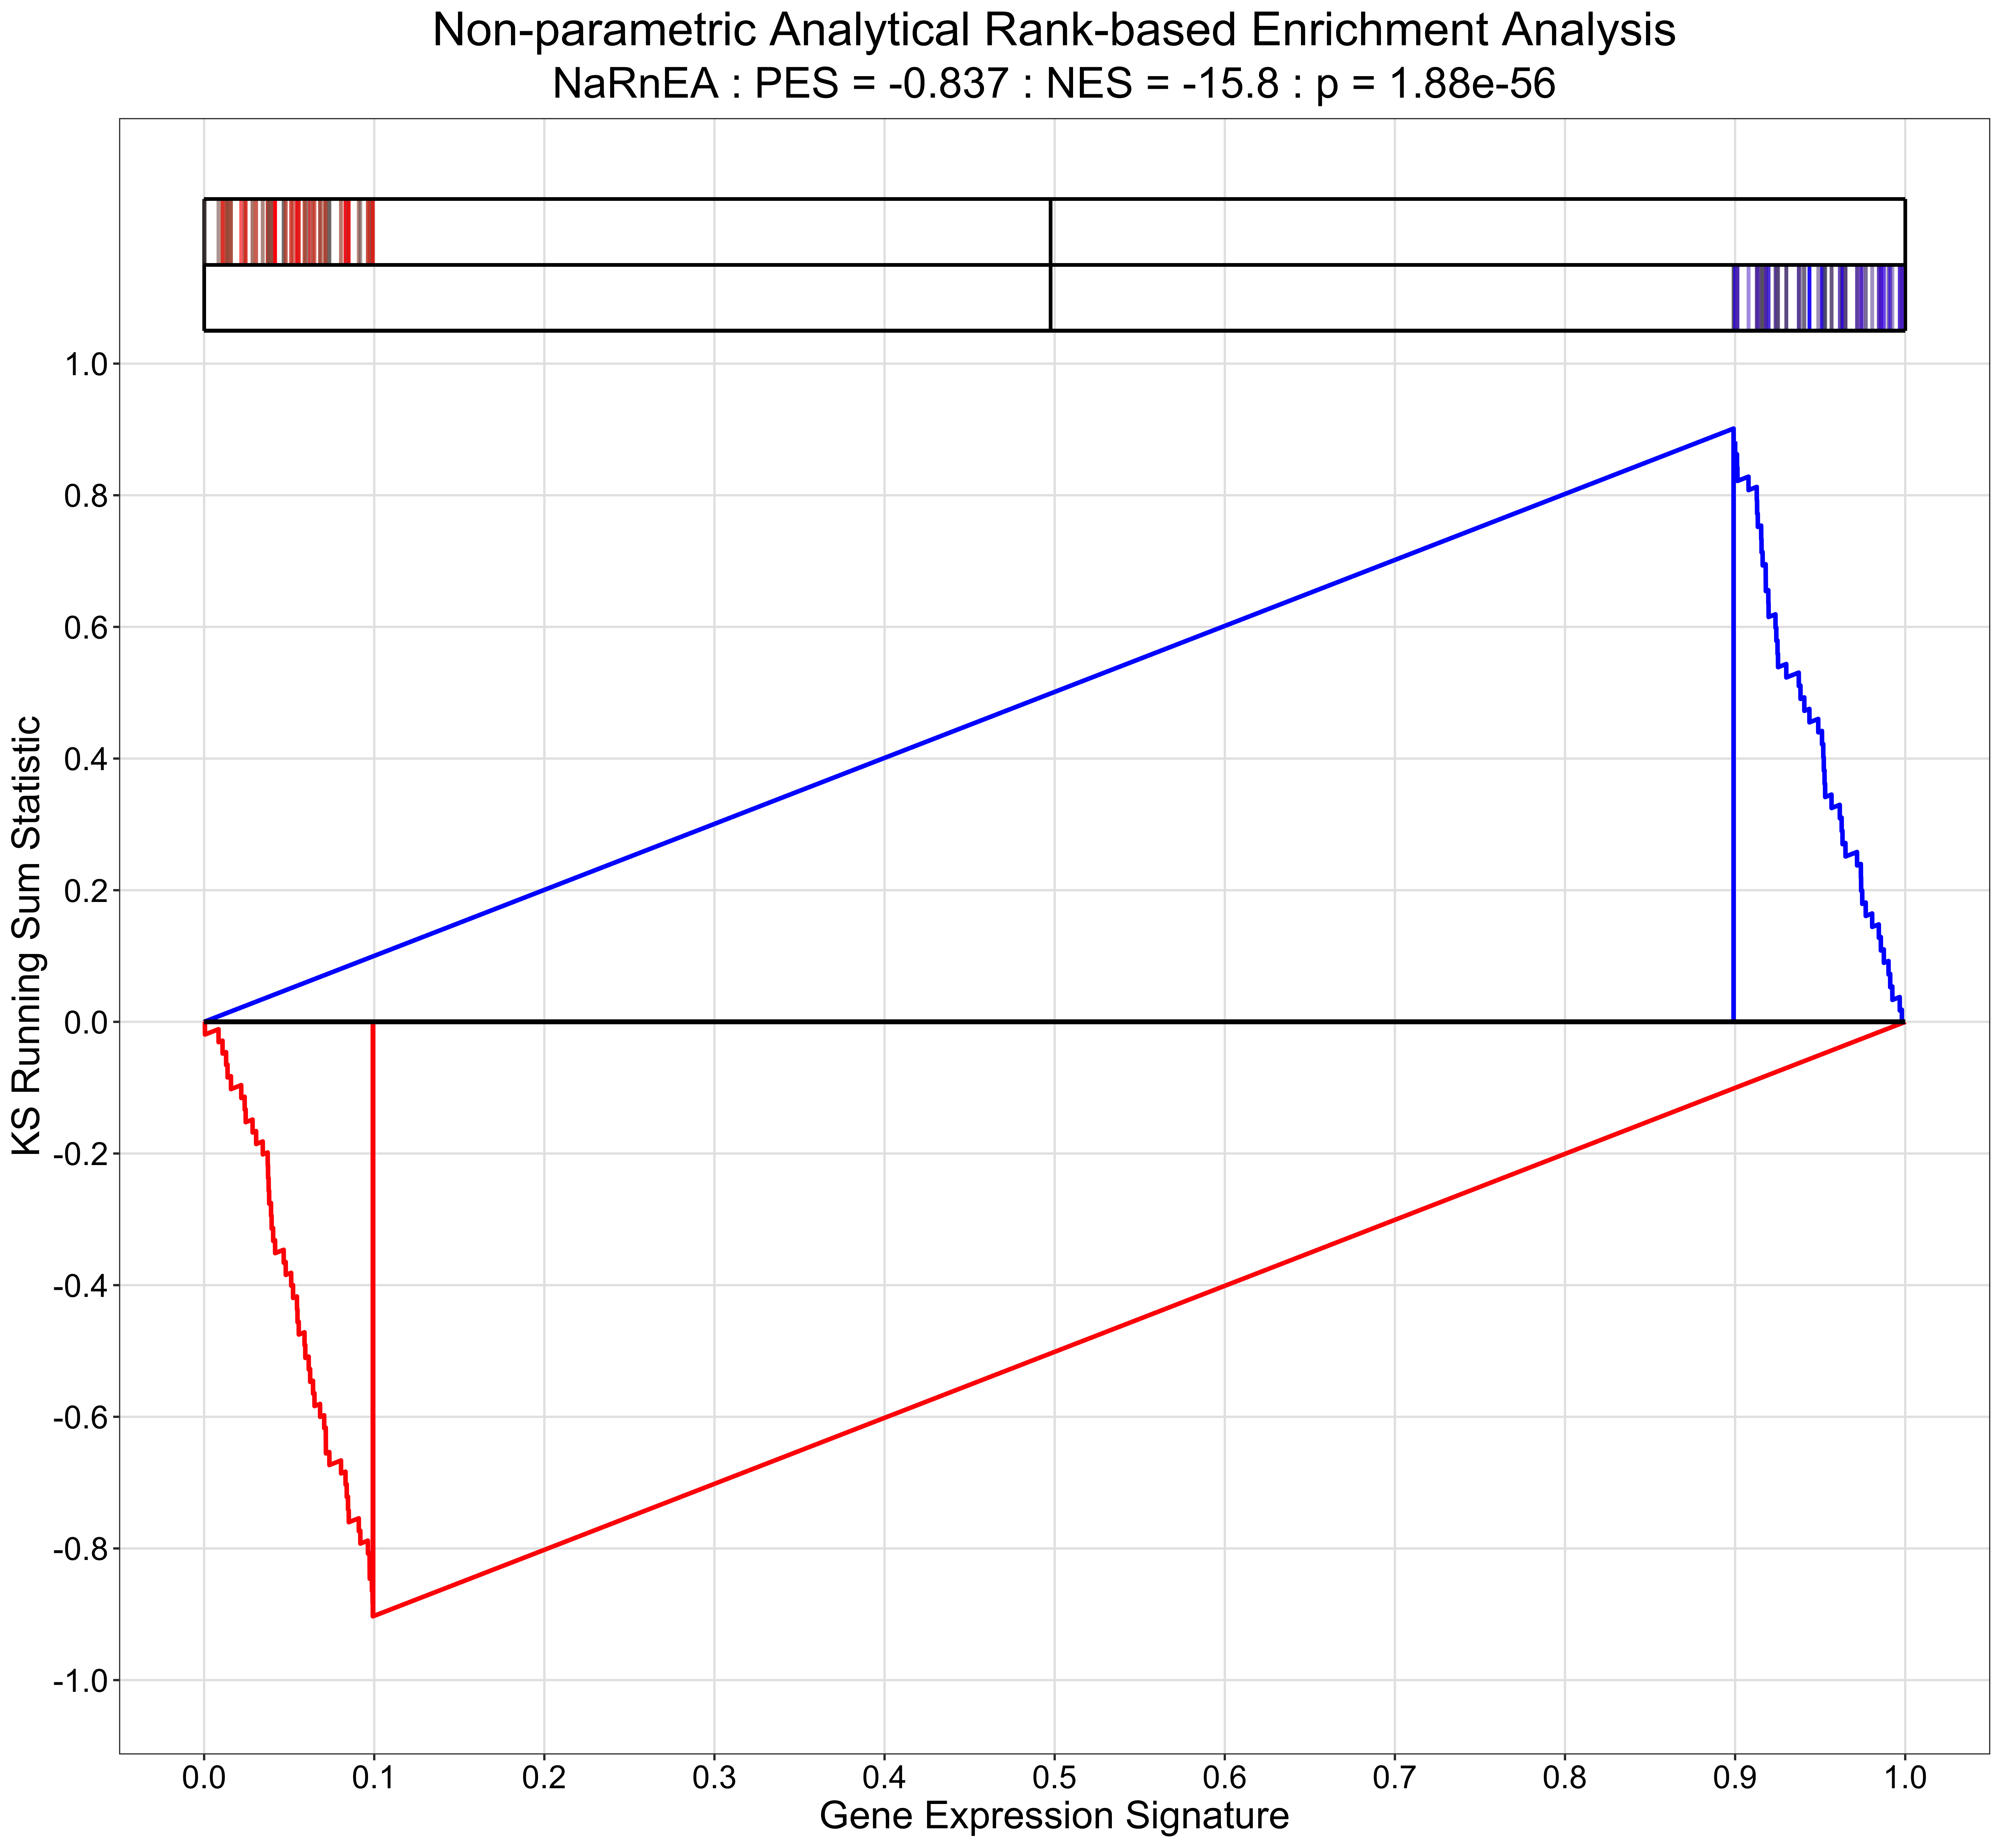 Non-parametric Analytical Rank-based Enrichment Analysis
NaRnEA : PES = -0.837 : NES = -15.8 : p = 1.88e-56
KS Running Sum Statistic
1.0
0.8
0.6
0.4
0.2
0.0
-0.2
-0.4
-0.6
-0.8
-1.0
0.0 0.1 0.2 0.3 0.4 0.5 0.6 0.7 0.8 0.9 1.0
Gene Expression Signature